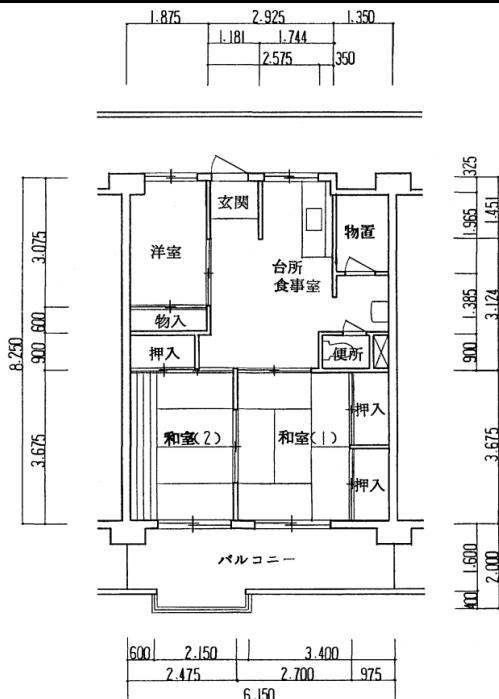 1.875 2.925 1.350
1.181 1.744
2.575 350
玄関
洋室
台所
食事室
物置
物入
押入
便所
和室(2)
和室(1)
押入
押入
バルコニー
3.075
600
900
3.675
8.250
325
1.965
1.451
1.385
3.124
900
3.675
1.600
2.000
400
600 2.150 3.400
2.475 2.700 975
6.150